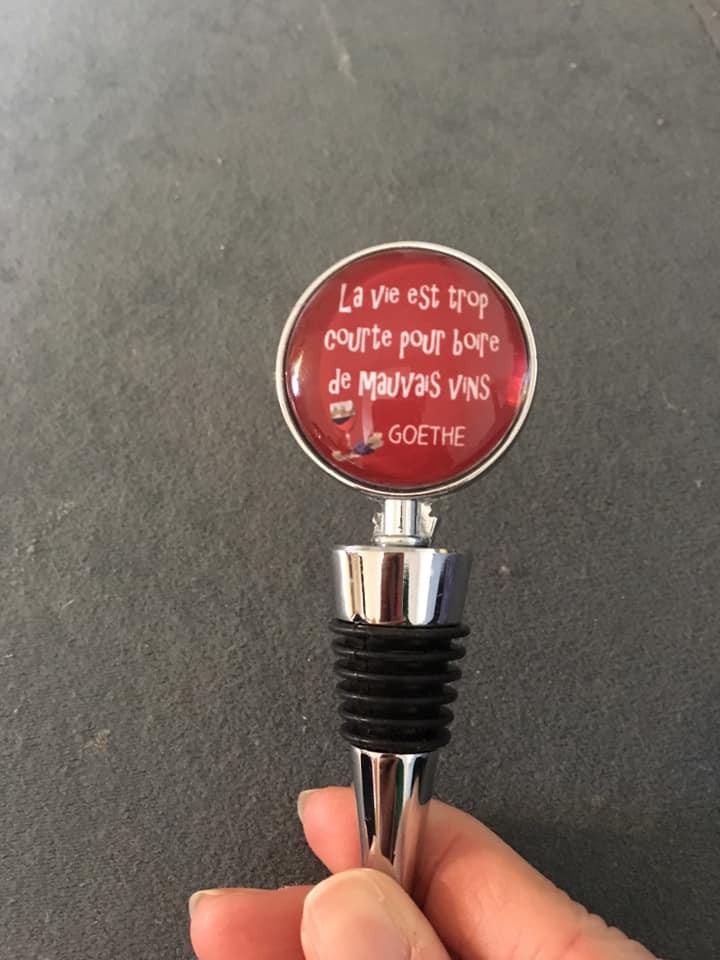 La vie est trop
courte pour boire
de MAUVAIS VINS
GOETHE